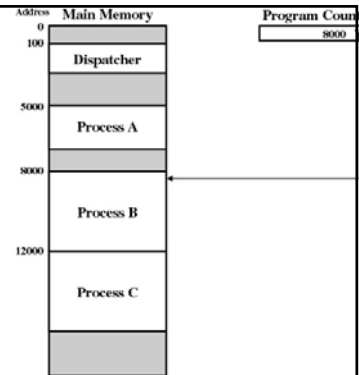 Address Main Memory Program Coun
0
8000
100
Dispatcher
5000
Process A
8000
Process B
12000
Process C